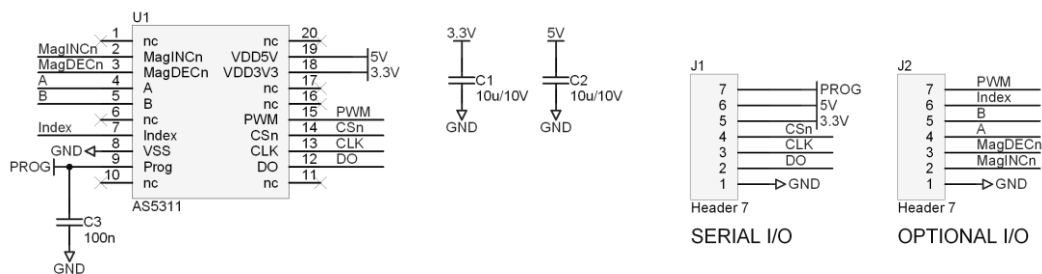 U1
1 nc nc 20
MagINCn 2 MagINCn VDD5V 19 5V
MagDECn 3 MagDECn VDD3V3 18 3.3V
A 4 A nc 17
B 5 B nc 16
6 nc PWM 15 PWM
Index 7 Index CSn 14 CSn
GND 8 VSS CLK 13 CLK
PROG 9 Prog DO 12 DO
10 nc nc 11
AS5311
C3
100n
GND
3.3V
C1
10u/10V
GND
5V
C2
10u/10V
GND
J1
7 PROG
6 5V
5 3.3V
4 CSn
3 CLK
2 DO
1 GND
Header 7
SERIAL I/O
J2
7 PWM
6 Index
5 B
4 A
3 MagDECn
2 MagINCn
1 GND
Header 7
OPTIONAL I/O